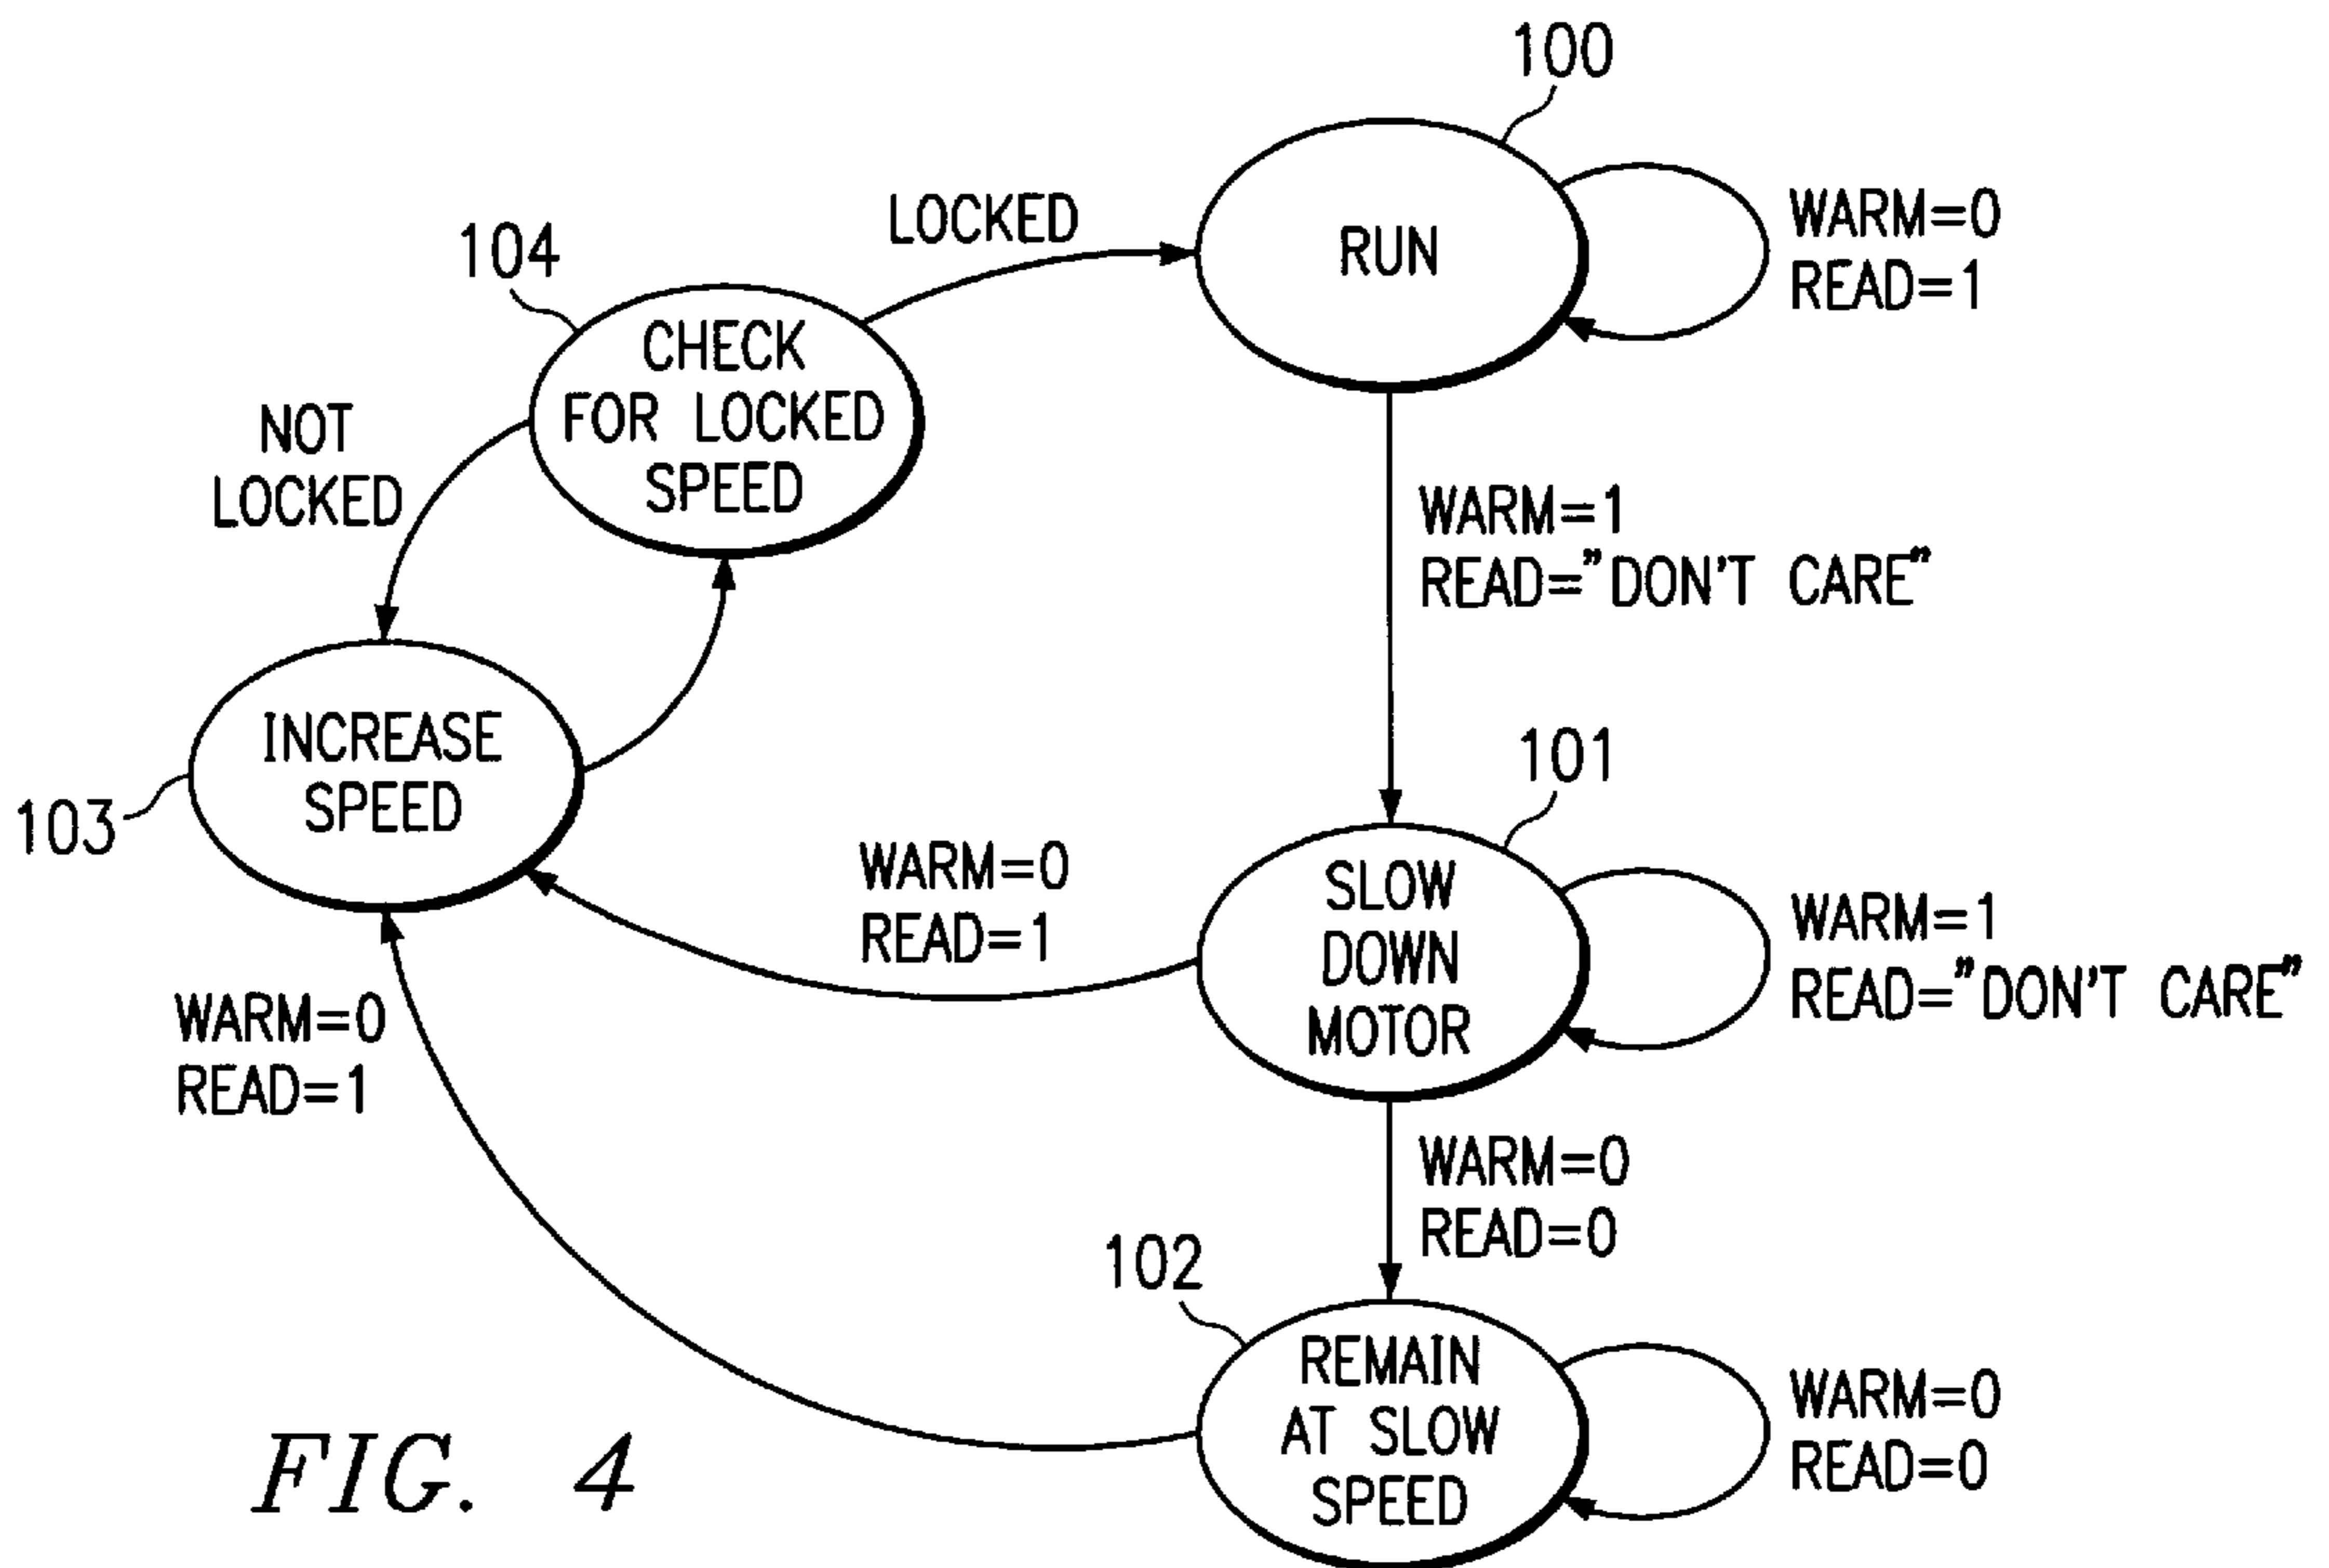 100
RUN
WARM=0
READ=1
LOCKED
104
CHECK
FOR LOCKED
SPEED
NOT
LOCKED
WARM=1
READ="DON'T CARE"
INCREASE
SPEED
103
101
SLOW
DOWN
MOTOR
WARM=0
READ=1
WARM=1
READ="DON'T CARE"
WARM=0
READ=1
WARM=0
READ=0
102
REMAIN
AT SLOW
SPEED
WARM=0
READ=0
FIG. 4